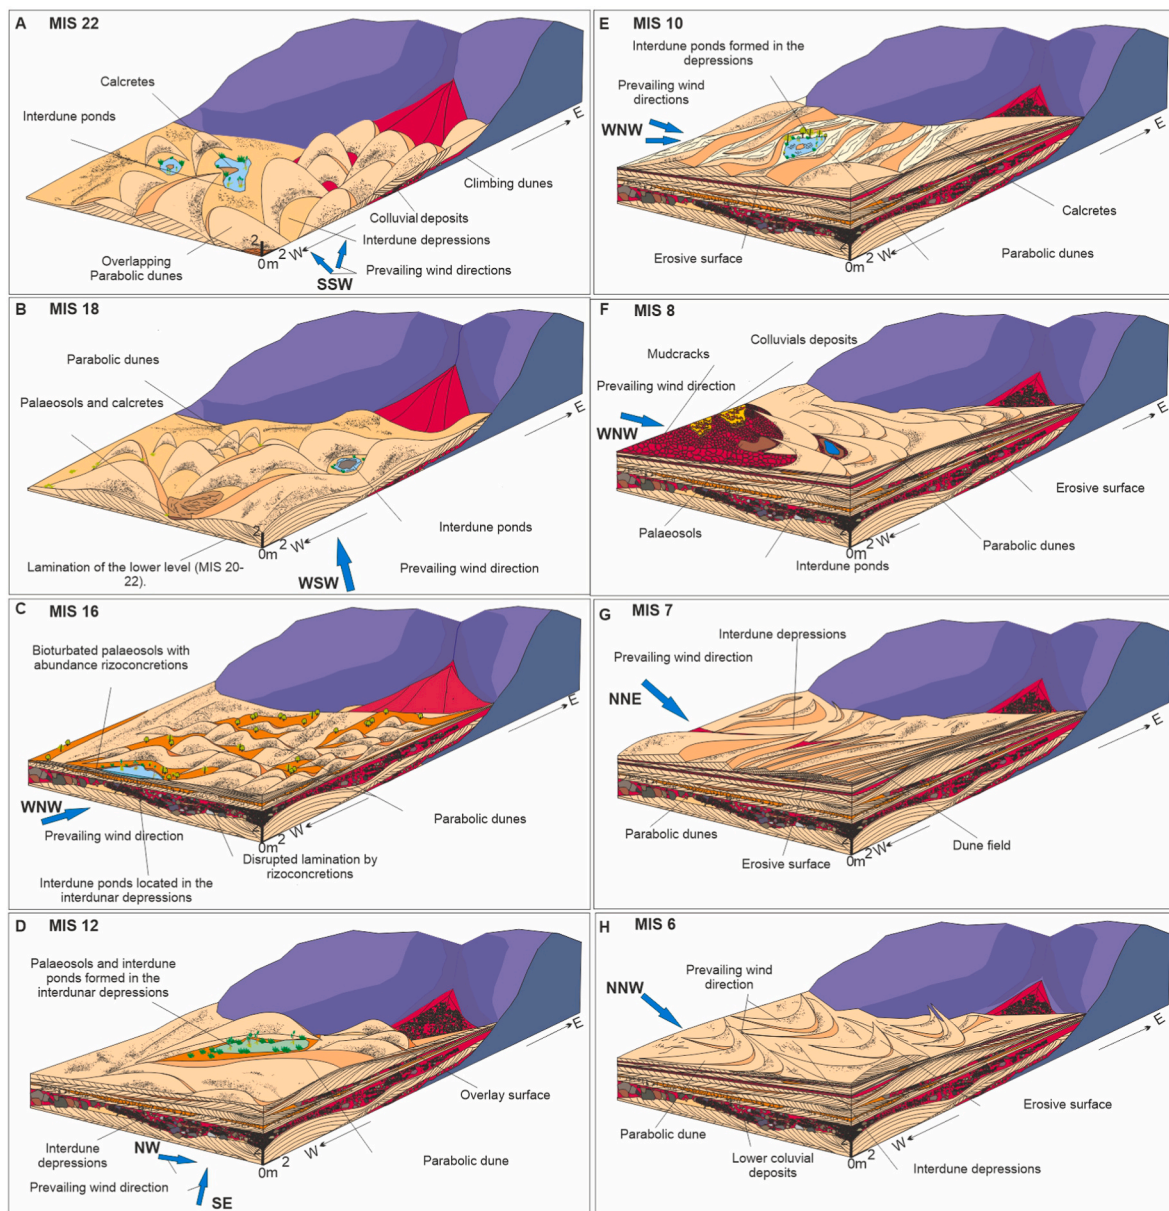 A MIS 22
Calcretes
Interdune ponds
Climbing dunes
Colluvial deposits
Interdune depressions
Overlapping
Parabolic dunes
Prevailing wind directions
SSW
2
0m
2
W
E
B MIS 18
Parabolic dunes
Palaeosols and calcretes
Interdune ponds
Lamination of the lower level (MIS 20-
22).
Prevailing wind direction
WSW
2
0m
2
W
E
C MIS 16
Bioturbated palaeosols with
abundance rizoconcretions
WNW
Prevailing wind direction
Parabolic dunes
Disrupted lamination by
rizoconcretions
Interdune ponds located in the
interdunar depressions
2
0m
2
W
E
D MIS 12
Palaeosols and interdune
ponds formed in the
interdunar depressions
Overlay surface
Interdune
depressions
NW
Parabolic dune
Prevailing wind direction
SE
2
0m
2
W
E
E MIS 10
Interdune ponds formed in the
depressions
Prevailing wind
directions
WNW
Calcretes
Erosive surface
Parabolic dunes
2
0m
2
W
E
F MIS 8
Colluvials deposits
Mudcracks
Prevailing wind direction
WNW
Erosive surface
Palaeosols
Parabolic dunes
Interdune ponds
2
0m
2
W
E
G MIS 7
Interdune depressions
Prevailing wind direction
NNE
Parabolic dunes
Erosive surface
Dune field
2
0m
2
W
E
H MIS 6
Prevailing wind
direction
NNW
Erosive surface
Parabolic dune
Lower coluvial
deposits
Interdune depressions
2
0m
2
W
E